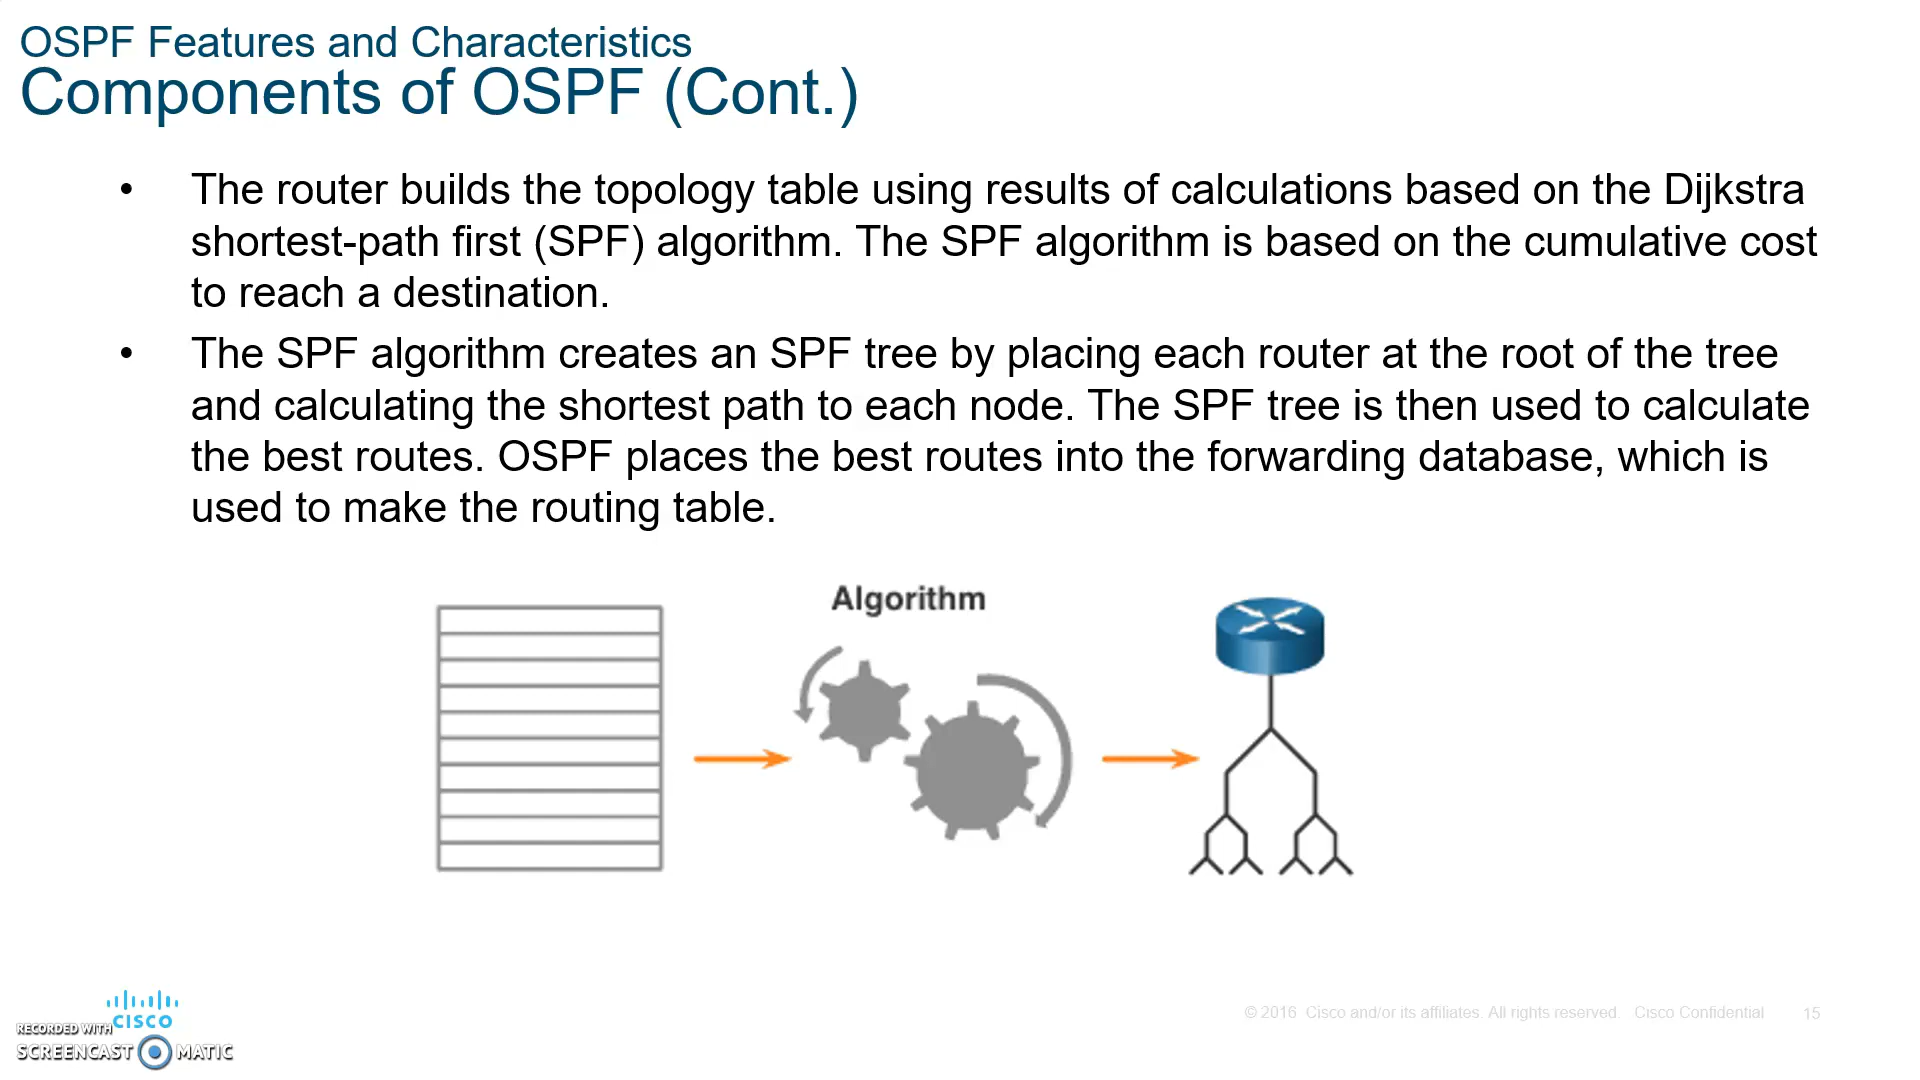 OSPF Features and Characteristics
Components of OSPF (Cont.)
• The router builds the topology table using results of calculations based on the Dijkstra
shortest-path first (SPF) algorithm. The SPF algorithm is based on the cumulative cost
to reach a destination.
• The SPF algorithm creates an SPF tree by placing each router at the root of the tree
and calculating the shortest path to each node. The SPF tree is then used to calculate
the best routes. OSPF places the best routes into the forwarding database, which is
used to make the routing table.
Algorithm
CISCO
RECORDED WITH
SCREENCAST MATIC
© 2016 Cisco and/or its affiliates. All rights reserved. Cisco Confidential 15